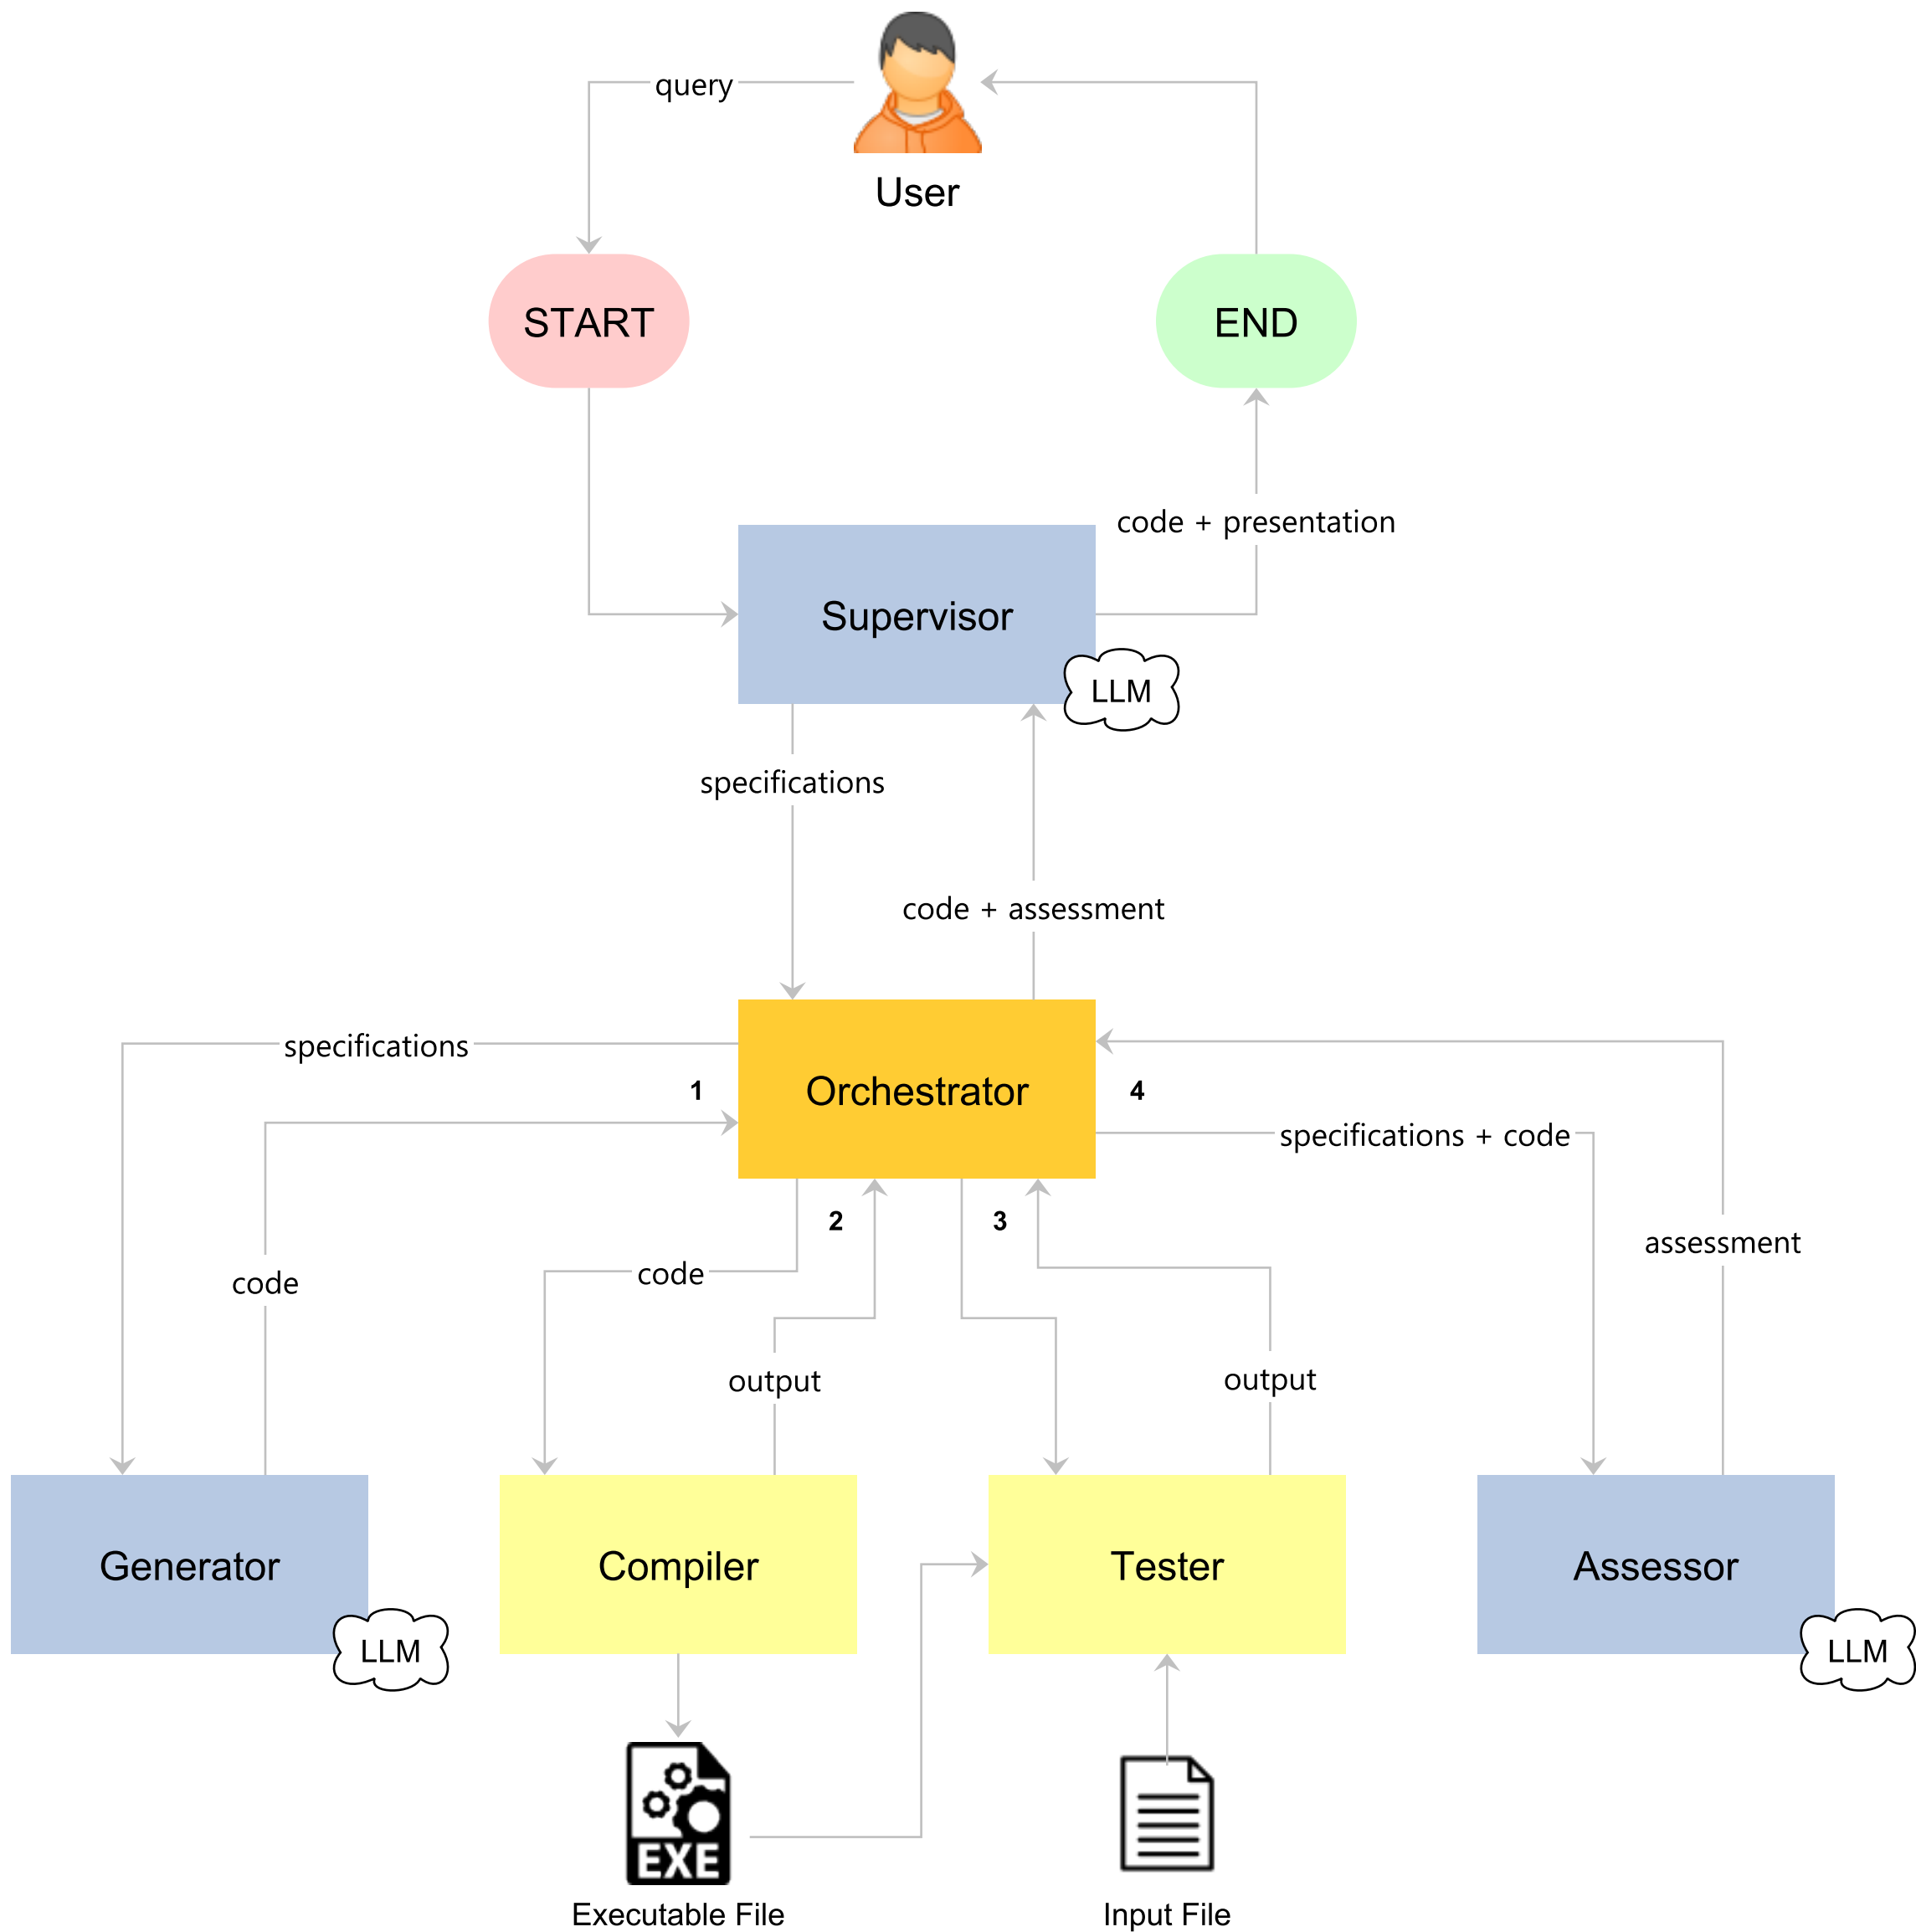 query
User
START
END
code + presentation
Supervisor
LLM
specifications
code + assessment
specifications
1
Orchestrator
4
specifications + code
2
3
assessment
code
code
output
output
Generator
LLM
Compiler
Tester
Assessor
LLM
EXE
Executable File
Input File